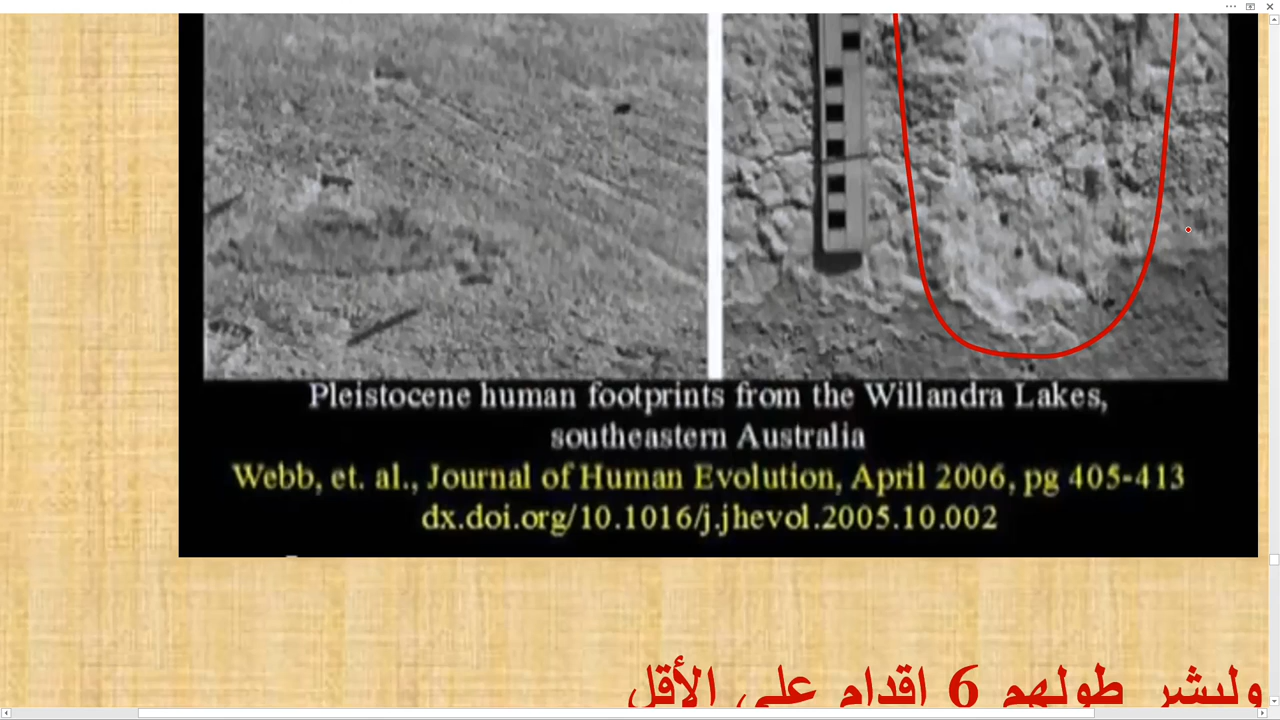 Pleistocene human footprints from the Willandra Lakes,
southeastern Australia
Webb, et. al., Journal of Human Evolution, April 2006, pg 405-413
dx.doi.org/10.1016/j.jhevol.2005.10.002
ولبشر طولهم 6 اقدام على الأقل